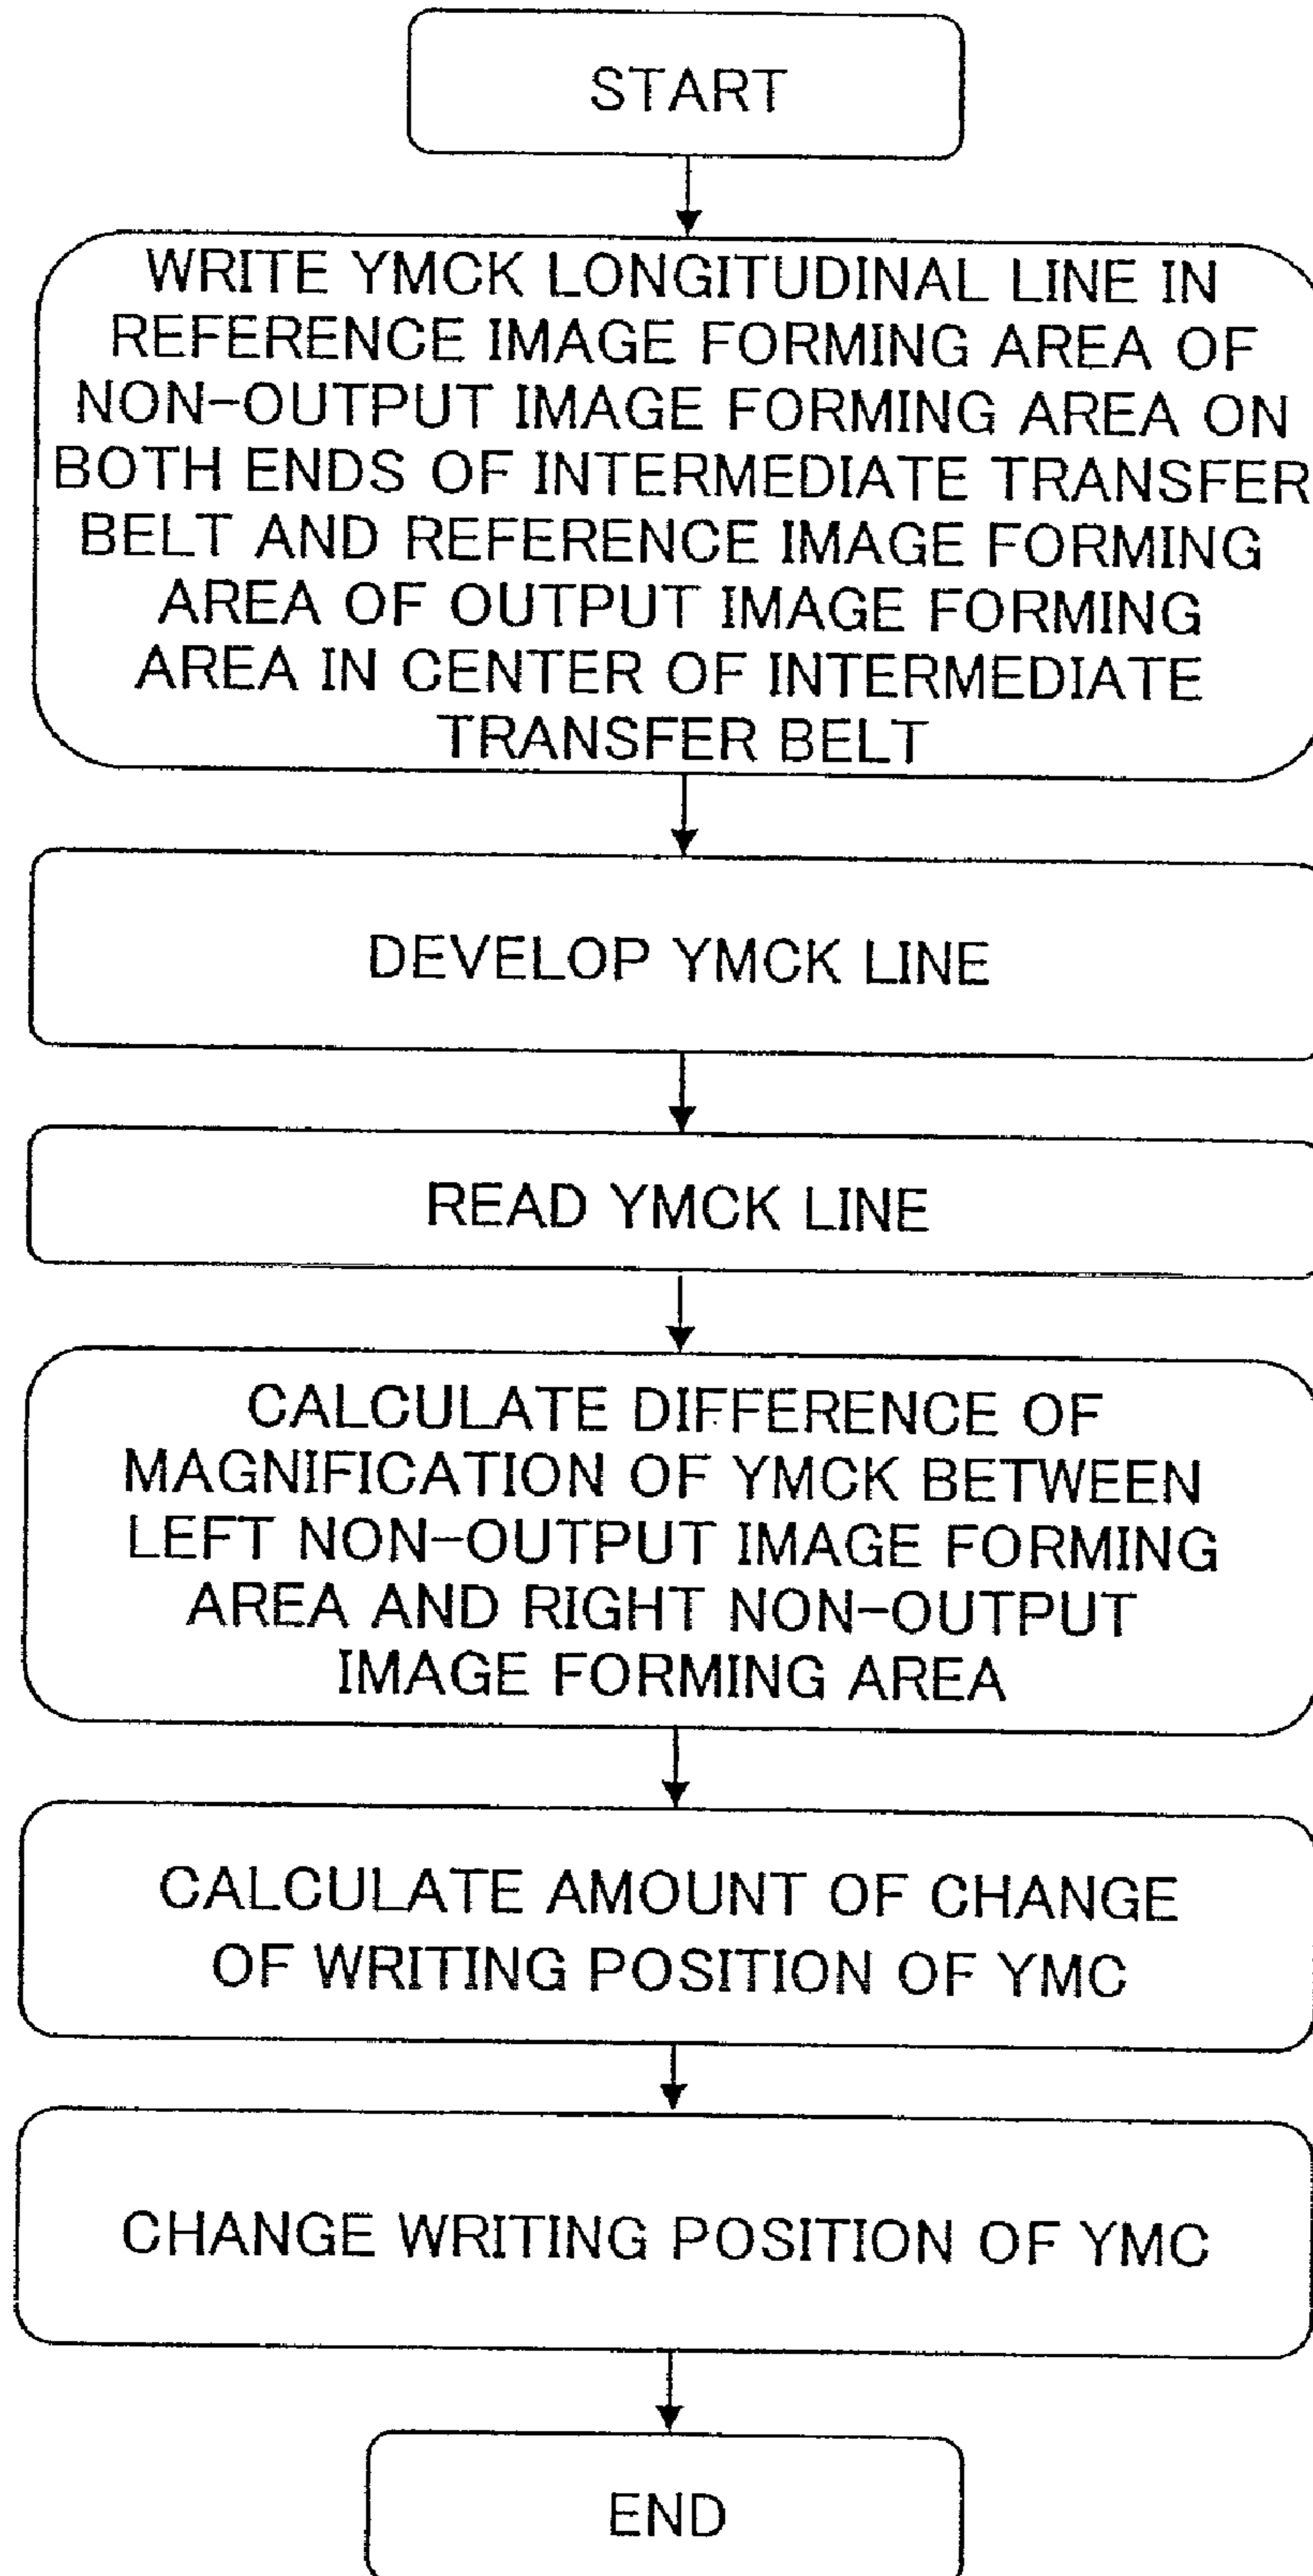 START
WRITE YMCK LONGITUDINAL LINE IN
REFERENCE IMAGE FORMING AREA OF
NON-OUTPUT IMAGE FORMING AREA ON
BOTH ENDS OF INTERMEDIATE TRANSFER
BELT AND REFERENCE IMAGE FORMING
AREA OF OUTPUT IMAGE FORMING
AREA IN CENTER OF INTERMEDIATE
TRANSFER BELT
DEVELOP YMCK LINE
READ YMCK LINE
CALCULATE DIFFERENCE OF
MAGNIFICATION OF YMCK BETWEEN
LEFT NON-OUTPUT IMAGE FORMING
AREA AND RIGHT NON-OUTPUT
IMAGE FORMING AREA
CALCULATE AMOUNT OF CHANGE
OF WRITING POSITION OF YMC
CHANGE WRITING POSITION OF YMC
END